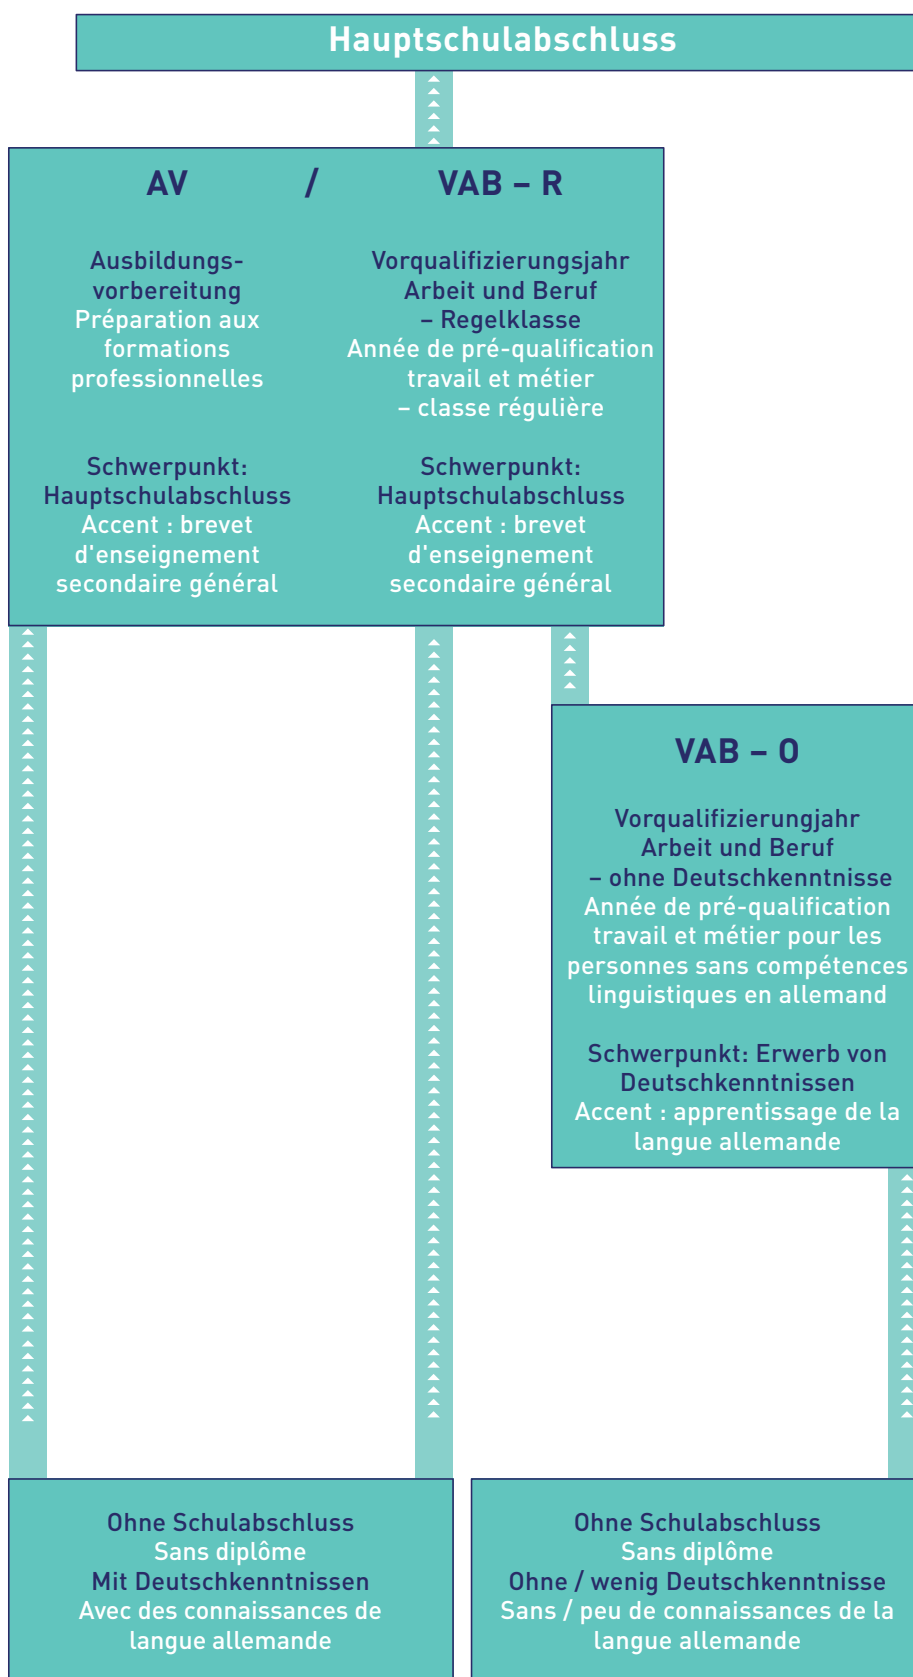 Hauptschulabschluss
AV / VAB – R
Ausbildungs-
vorbereitung
Préparation aux
formations
professionnelles
Schwerpunkt:
Hauptschulabschluss
Accent : brevet
d'enseignement
secondaire général
Vorqualifizierungsjahr
Arbeit und Beruf
– Regelklasse
Année de pré-qualification
travail et métier
– classe régulière
Schwerpunkt:
Hauptschulabschluss
Accent : brevet
d'enseignement
secondaire général
VAB – O
Vorqualifizierungjahr
Arbeit und Beruf
– ohne Deutschkenntnisse
Année de pré-qualification
travail et métier pour les
personnes sans compétences
linguistiques en allemand
Schwerpunkt: Erwerb von
Deutschkenntnissen
Accent : apprentissage de la
langue allemande
Ohne Schulabschluss
Sans diplôme
Mit Deutschkenntnissen
Avec des connaissances de
langue allemande
Ohne Schulabschluss
Sans diplôme
Ohne / wenig Deutschkenntnisse
Sans / peu de connaissances de la
langue allemande